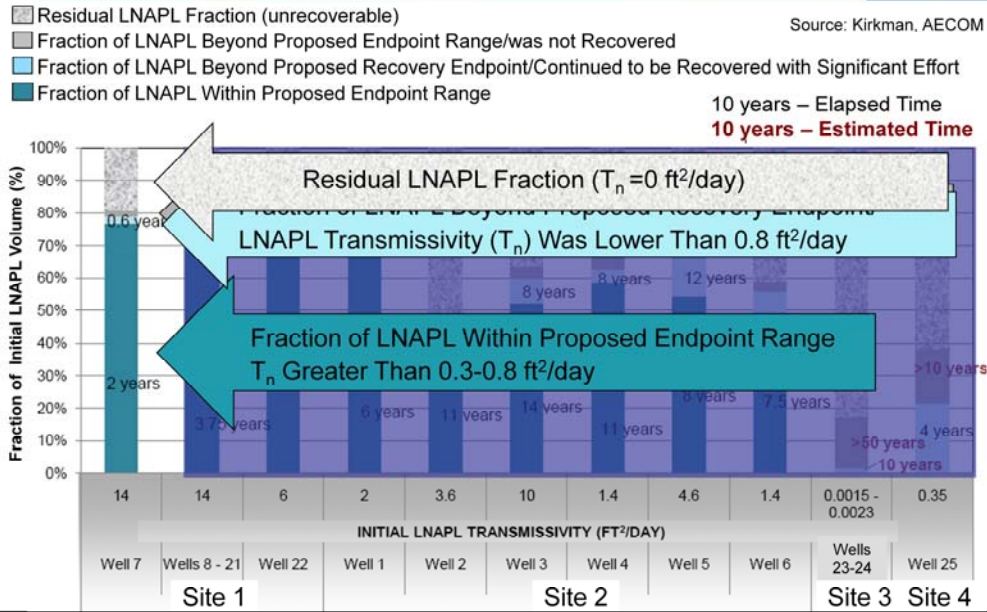 Residual LNAPL Fraction (unrecoverable)
Source: Kirkman, AECOM
Fraction of LNAPL Beyond Proposed Endpoint Range/was not Recovered
Fraction of LNAPL Beyond Proposed Recovery Endpoint/Continued to be Recovered with Significant Effort
Fraction of LNAPL Within Proposed Endpoint Range
10 years – Elapsed Time
10 years – Estimated Time
Fraction of Initial LNAPL Volume (%)
100%
90%
80%
70%
60%
50%
40%
30%
20%
10%
0%
Residual LNAPL Fraction (Tn =0 ft²/day)
Fraction of LNAPL Beyond Proposed Recovery Endpoint/
LNAPL Transmissivity (Tn) Was Lower Than 0.8 ft²/day
Fraction of LNAPL Within Proposed Endpoint Range
Tn Greater Than 0.3-0.8 ft²/day
0.6 year
8 years
8 years
12 years
2 years
3.75 years
6 years
11 years
14 years
11 years
8 years
7.5 years
>10 years
>50 years
10 years
4 years
14 14 6 2 3.6 10 1.4 4.6 1.4 0.0015 - 0.0023 0.35
INITIAL LNAPL TRANSMISSIVITY (FT²/DAY)
Well 7 Wells 8 - 21 Well 22 Well 1 Well 2 Well 3 Well 4 Well 5 Well 6 Wells 23-24 Well 25
Site 1 Site 2 Site 3 Site 4